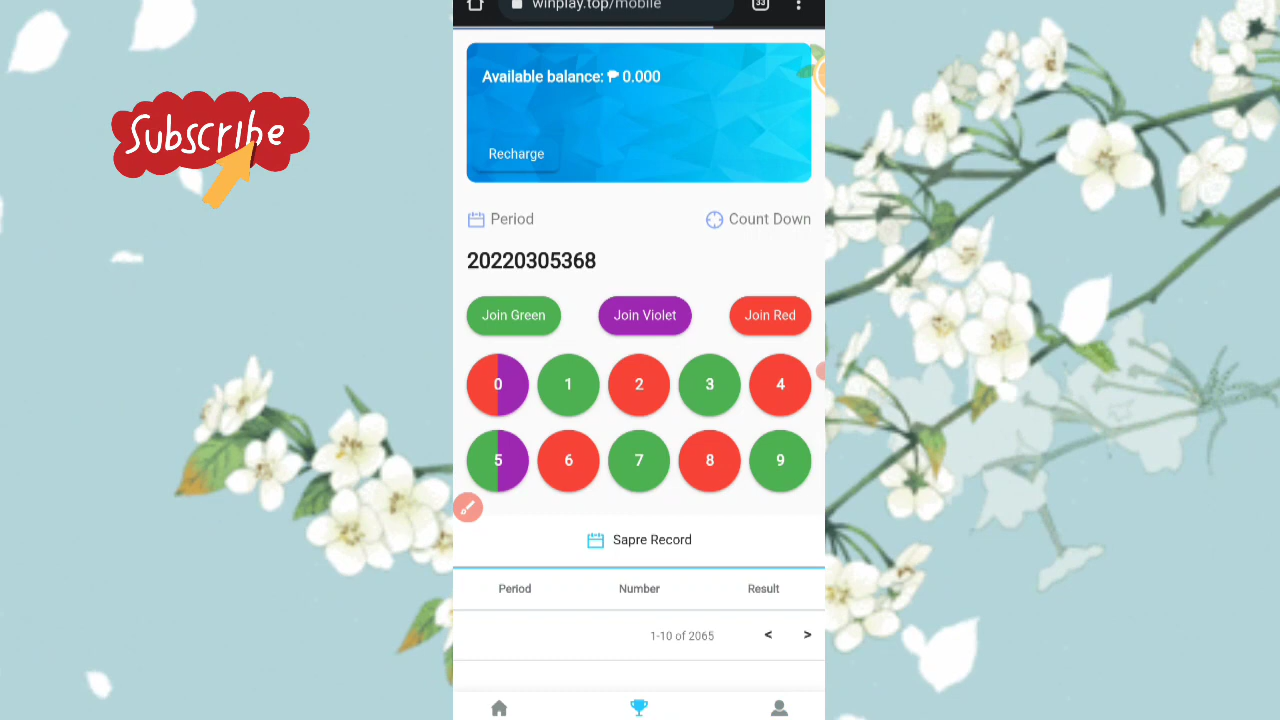 winplay.top/mobile
33
Subscribe
Available balance: ₱ 0.000
Recharge
Period
Count Down
20220305368
Join Green
Join Violet
Join Red
0 1 2 3 4
5 6 7 8 9
Sapre Record
Period Number Result
1-10 of 2065 < >